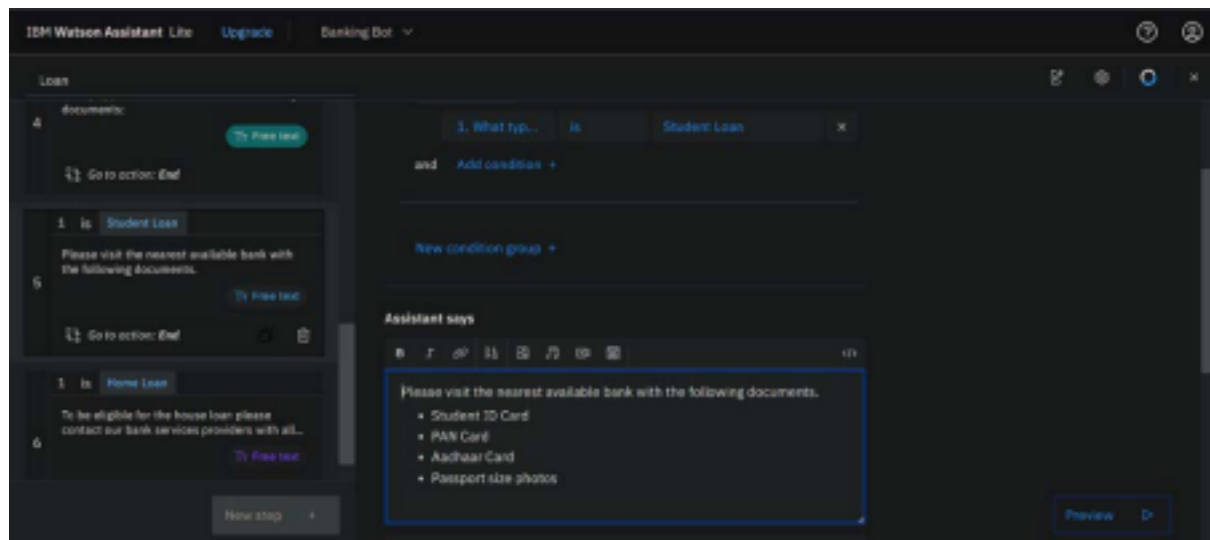 IBM Watson Assistant Lite Upgrade Banking Bot
Loan
4
documents:
Free text
Go to action: End
1 is Student Loan
5
Please visit the nearest available bank with
the following documents.
Free text
Go to action: End
1 is Home Loan
6
To be eligible for the house loan please
contact our bank services providers with all...
Free text
New step +
1. What typ... is Student Loan ×
and Add condition +
New condition group +
Assistant says
B I
</>
Please visit the nearest available bank with the following documents.
• Student ID Card
• PAN Card
• Aadhaar Card
• Passport size photos
Preview